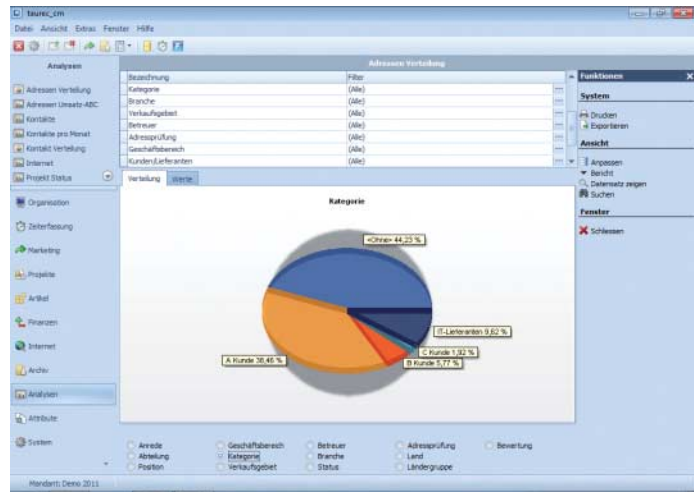 taurec_cm
Datei Ansicht Extras Fenster Hilfe
Analysen
Adressen Verteilung
Adressen Umsatz-ABC
Kontakte
Kontakte pro Monat
Kontakt Verteilung
Internet
Projekt Status
Organisation
Zeiterfassung
Marketing
Projekte
Artikel
Finanzen
Internet
Archiv
Analysen
Attribute
System
Adressen Verteilung
Bezeichnung Filter
Kategorie (Alle)
Branche (Alle)
Verkaufsgebiet (Alle)
Betreuer (Alle)
Adressprüfung (Alle)
Geschäftsbereich (Alle)
Kunden/Lieferanten (Alle)
Verteilung Werte
Kategorie
<Ohne> 44,23 %
IT-Lieferanten 9,62 %
C Kunde 1,92 %
B Kunde 5,77 %
A Kunde 38,46 %
Anrede Geschäftsbereich Betreuer Adressprüfung Bewertung
Abteilung Kategorie Branche Land
Position Verkaufsgebiet Status Ländergruppe
Funktionen X
System
Drucken
Exportieren
Ansicht
Anpassen
Bericht
Datensatz zeigen
Suchen
Fenster
Schliessen
Mandant: Demo 2011